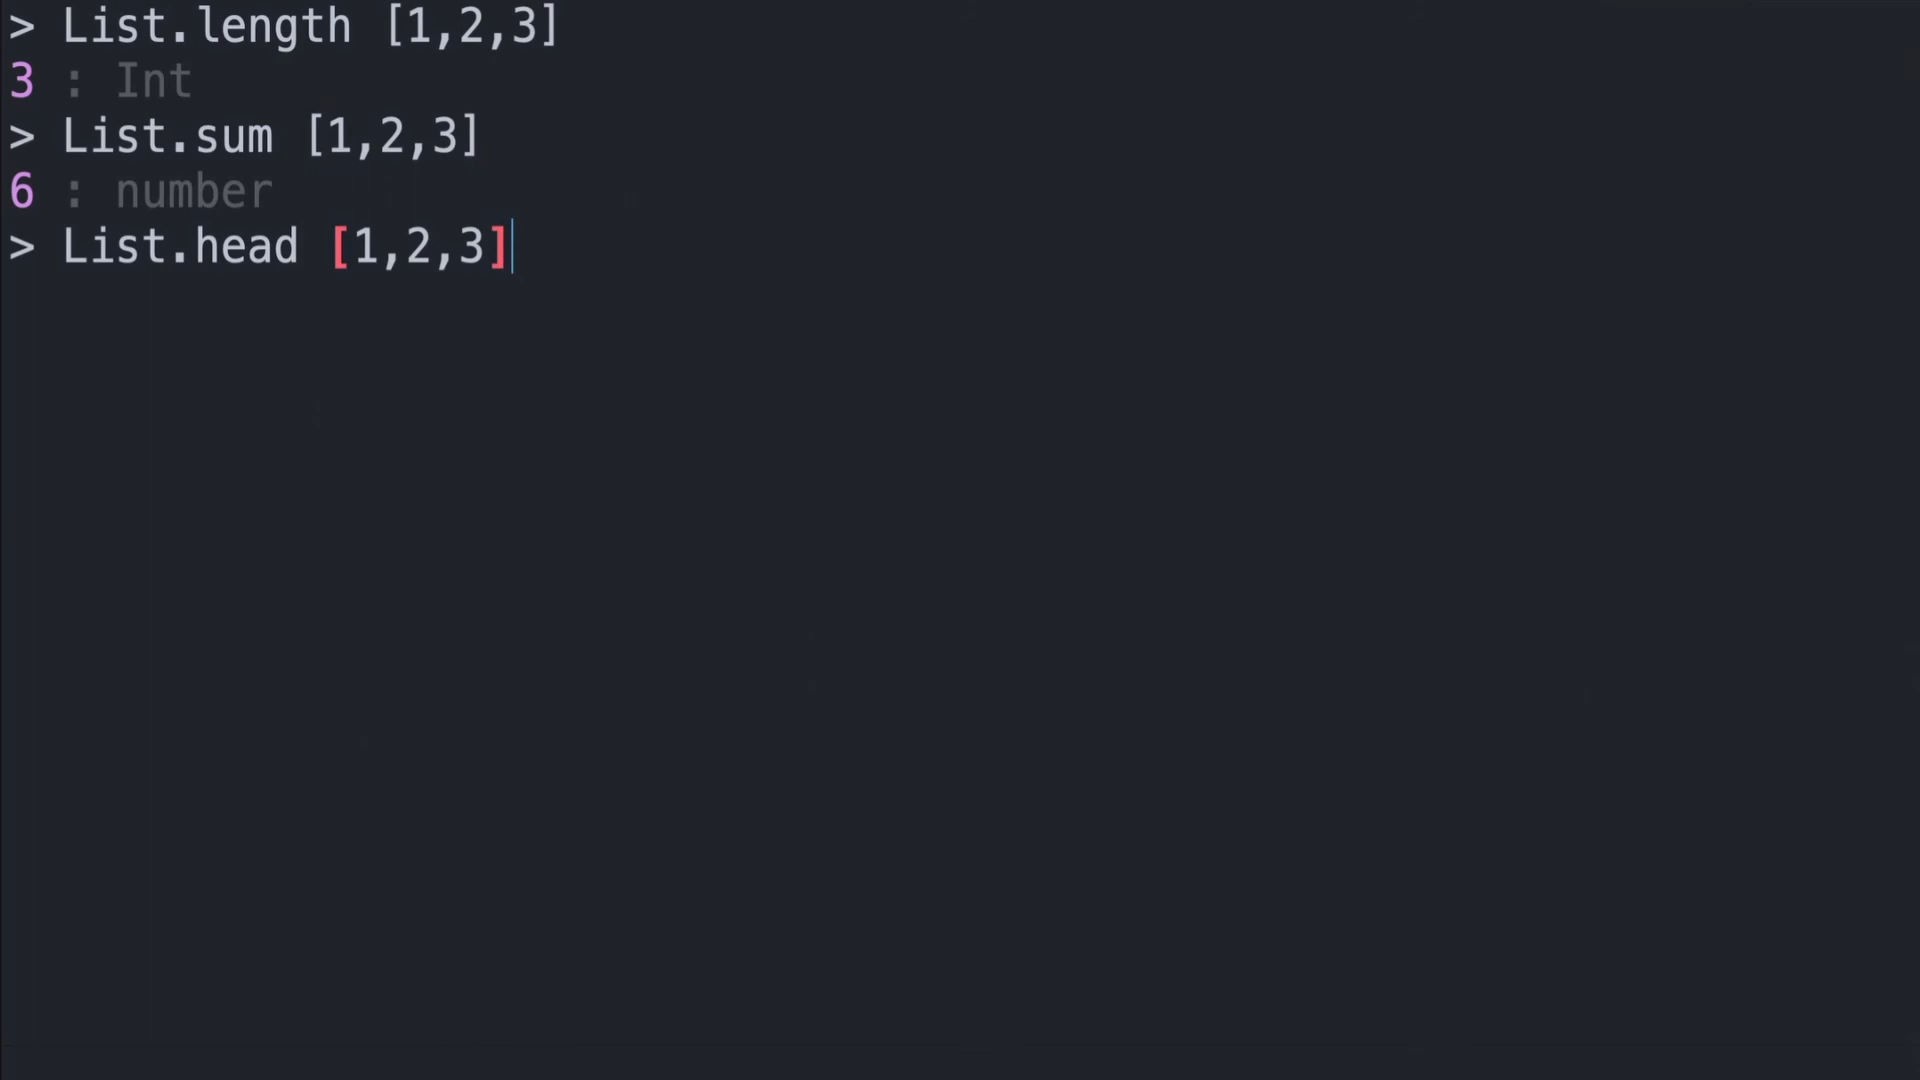 > List.length [1,2,3]
3 : Int
> List.sum [1,2,3]
6 : number
> List.head [1,2,3]